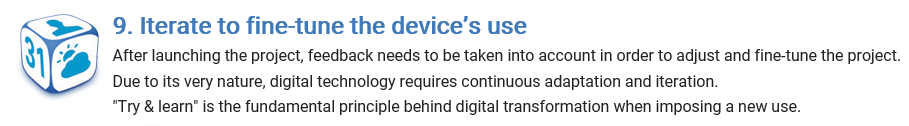 31
9. Iterate to fine-tune the device's use
After launching the project, feedback needs to be taken into account in order to adjust and fine-tune the project.
Due to its very nature, digital technology requires continuous adaptation and iteration.
"Try & learn" is the fundamental principle behind digital transformation when imposing a new use.